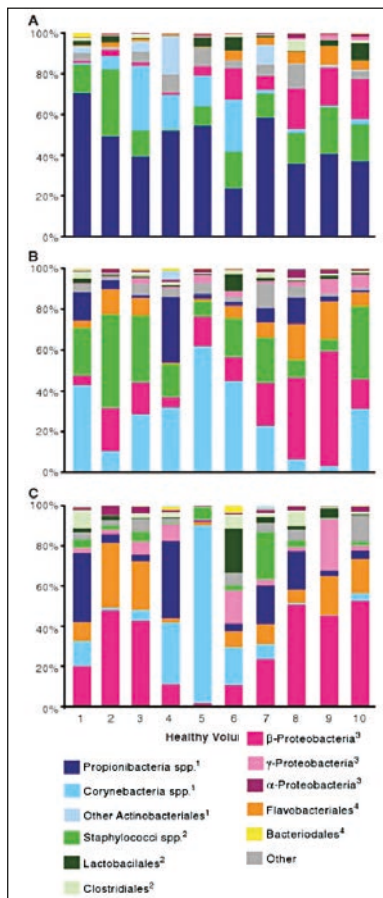 A
100%
80%
60%
40%
20%
0%
B
100%
80%
60%
40%
20%
0%
C
100%
80%
60%
40%
20%
0%
1 2 3 4 5 6 7 8 9 10
Healthy Volu
Propionibacteria spp.¹
Corynebacteria spp.¹
Other Actinobacteriales¹
Staphylococci spp.²
Lactobacilales²
Clostridiales²
β-Proteobacteria³
γ-Proteobacteria³
α-Proteobacteria³
Flavobacteriales⁴
Bacteriodales⁴
Other